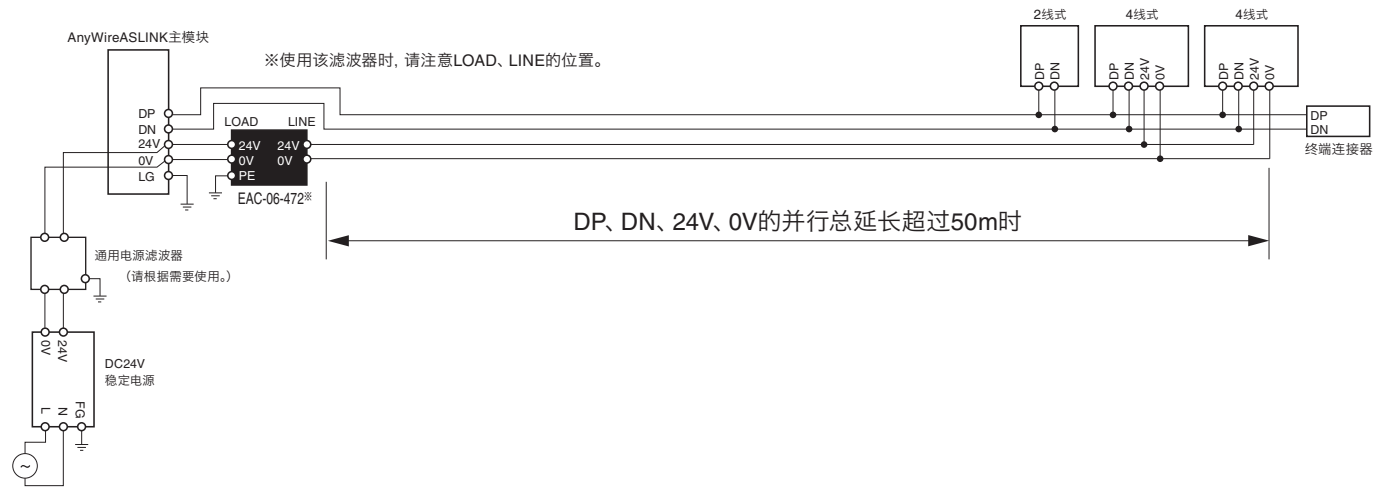 2线式
4线式
4线式
AnyWireASLINK主模块
※使用该滤波器时, 请注意LOAD、LINE的位置。
DP
DN
DP
DN
24V
0V
DP
DN
24V
0V
DP
DN
24V
0V
LG
LOAD
LINE
24V
24V
0V
0V
PE
EAC-06-472※
DP
DN
终端连接器
DP、DN、24V、0V的并行总延长超过50m时
通用电源滤波器
（请根据需要使用。）
0V
24V
DC24V
稳定电源
L
N
FG
~